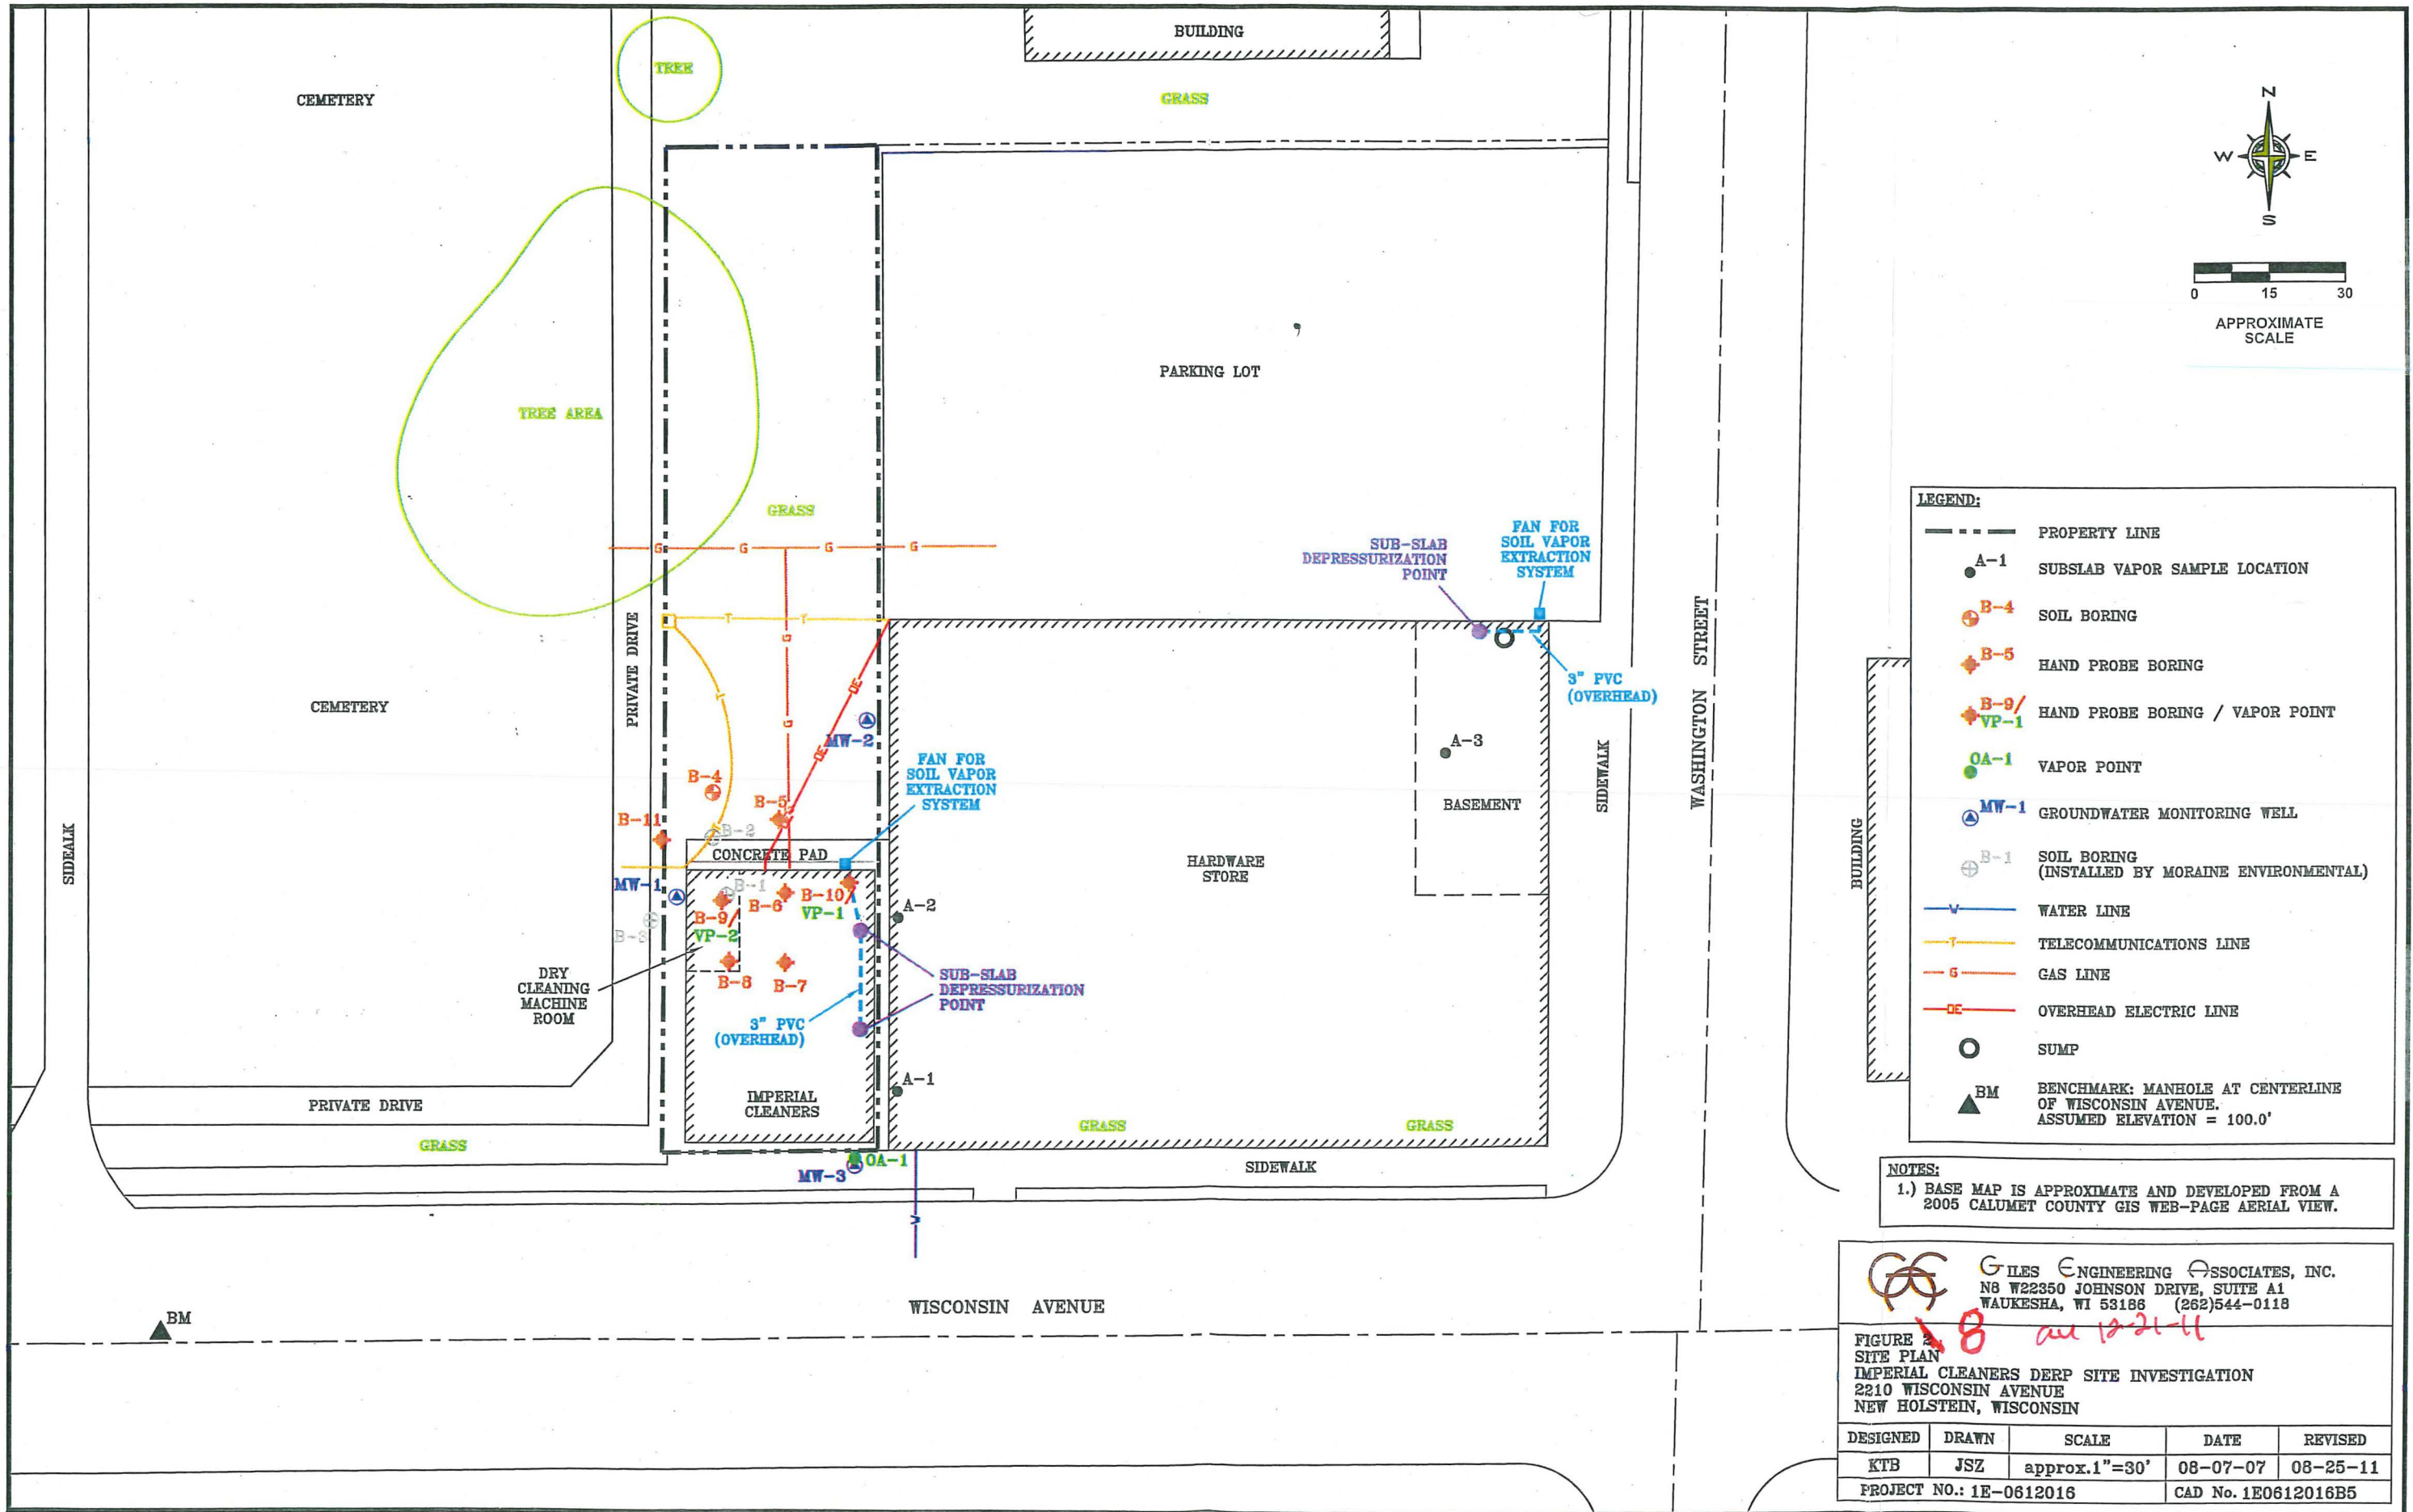 BUILDING
TREE
CEMETERY
GRASS
N
W E
S
0 15 30
APPROXIMATE
SCALE
PARKING LOT
TREE AREA
GRASS
G G G G
SUB-SLAB
DEPRESSURIZATION
POINT
FAN FOR
SOIL VAPOR
EXTRACTION
SYSTEM
T T
G
PRIVATE DRIVE
OE
3" PVC
(OVERHEAD)
WASHINGTON STREET
T
CEMETERY
G
MW-2
OE
A-3
SIDEWALK
FAN FOR
SOIL VAPOR
EXTRACTION
SYSTEM
B-4
B-5
BASEMENT
B-11
B-2
SIDEALK
CONCRETE PAD
HARDWARE
STORE
BUILDING
MW-1
B-1
B-6
B-10/
VP-1
A-2
B-9/
VP-2
B-3
DRY
CLEANING
MACHINE
ROOM
B-8
B-7
SUB-SLAB
DEPRESSURIZATION
POINT
3" PVC
(OVERHEAD)
A-1
IMPERIAL
CLEANERS
PRIVATE DRIVE
GRASS
GRASS
GRASS
OA-1
MW-3
SIDEWALK
W
BM
WISCONSIN AVENUE
LEGEND:
PROPERTY LINE
A-1 SUBSLAB VAPOR SAMPLE LOCATION
B-4 SOIL BORING
B-5 HAND PROBE BORING
B-9/
VP-1 HAND PROBE BORING / VAPOR POINT
OA-1 VAPOR POINT
MW-1 GROUNDWATER MONITORING WELL
B-1 SOIL BORING
(INSTALLED BY MORAINE ENVIRONMENTAL)
W WATER LINE
T TELECOMMUNICATIONS LINE
G GAS LINE
OE OVERHEAD ELECTRIC LINE
SUMP
BM BENCHMARK: MANHOLE AT CENTERLINE
OF WISCONSIN AVENUE.
ASSUMED ELEVATION = 100.0'
NOTES:
1.) BASE MAP IS APPROXIMATE AND DEVELOPED FROM A
2005 CALUMET COUNTY GIS WEB-PAGE AERIAL VIEW.
GILES ENGINEERING ASSOCIATES, INC.
N8 W22350 JOHNSON DRIVE, SUITE A1
WAUKESHA, WI 53186 (262)544-0118
FIGURE 8 12-21-11
SITE PLAN
IMPERIAL CLEANERS DERP SITE INVESTIGATION
2210 WISCONSIN AVENUE
NEW HOLSTEIN, WISCONSIN
DESIGNED DRAWN SCALE DATE REVISED
KTB JSZ approx.1"=30' 08-07-07 08-25-11
PROJECT NO.: 1E-0612016 CAD No. 1E0612016B5